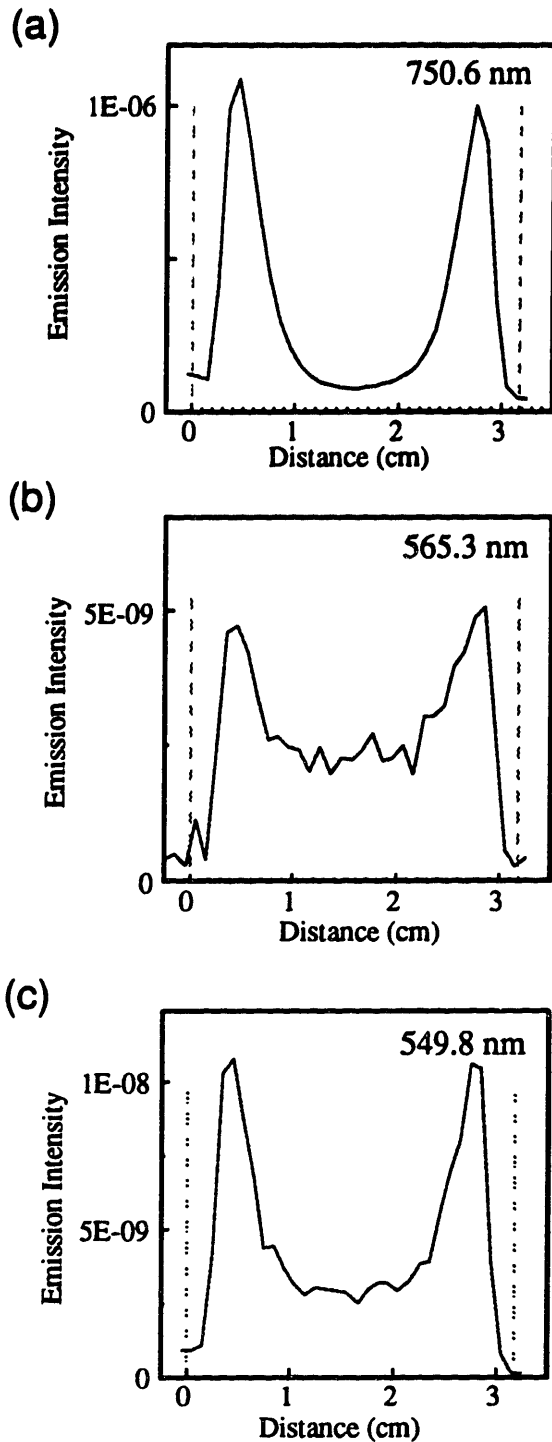 (a)
750.6 nm
1E-06
0
Emission Intensity
0 1 2 3
Distance (cm)
(b)
565.3 nm
5E-09
0
Emission Intensity
0 1 2 3
Distance (cm)
(c)
549.8 nm
1E-08
5E-09
0
Emission Intensity
0 1 2 3
Distance (cm)